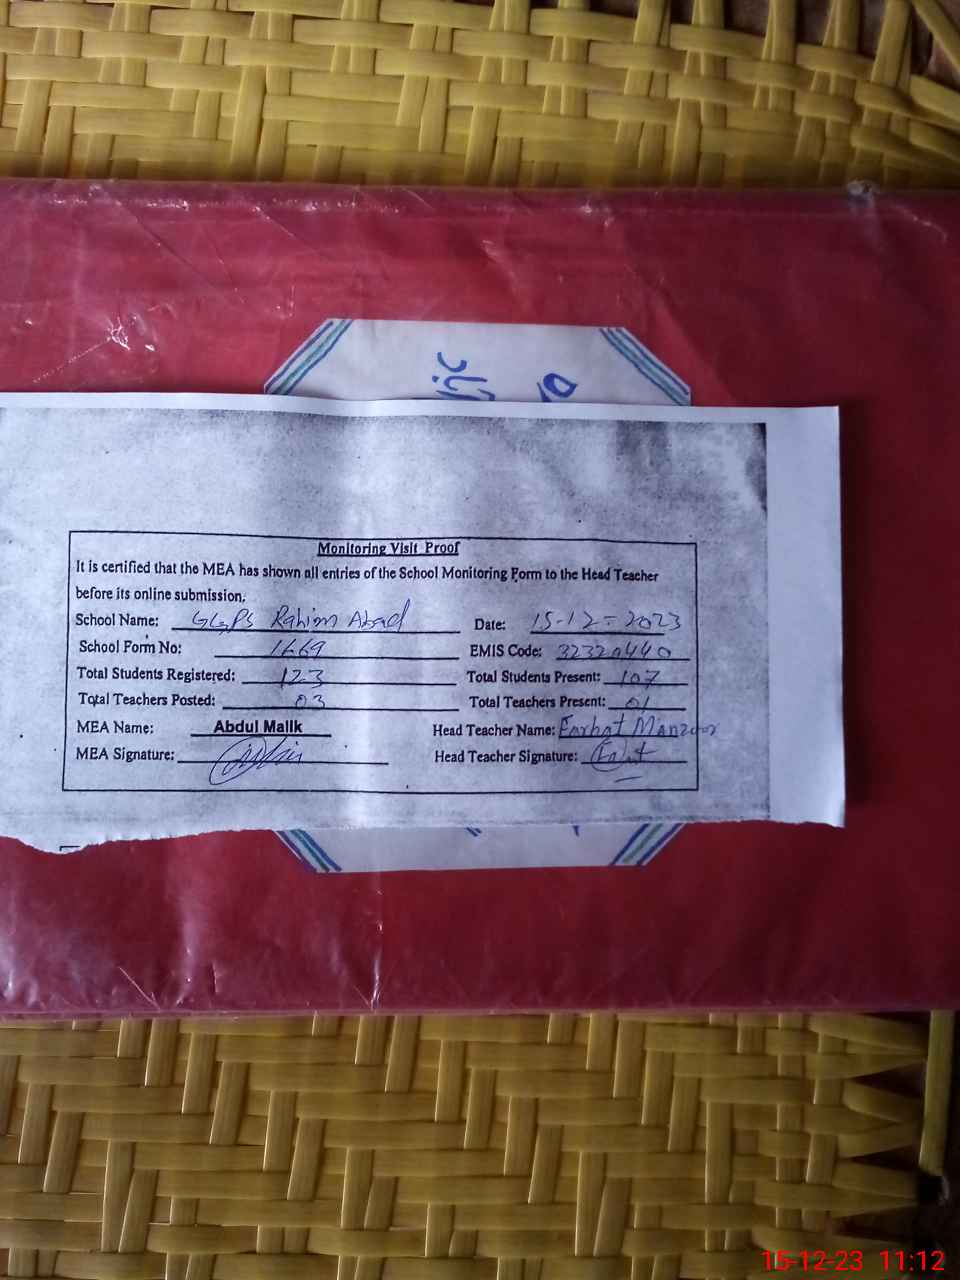 Monitoring Visit Proof
It is certified that the MEA has shown all entries of the School Monitoring Form to the Head Teacher
before its online submission.
School Name: GGPS Rahim Abad Date: 15-12-2023
School Form No: 1669 EMIS Code: 32320440
Total Students Registered: 123 Total Students Present: 107
Total Teachers Posted: 03 Total Teachers Present: 01
MEA Name: Abdul Malik Head Teacher Name: Farhat Manzoor
MEA Signature: Head Teacher Signature:
15-12-23 11:12